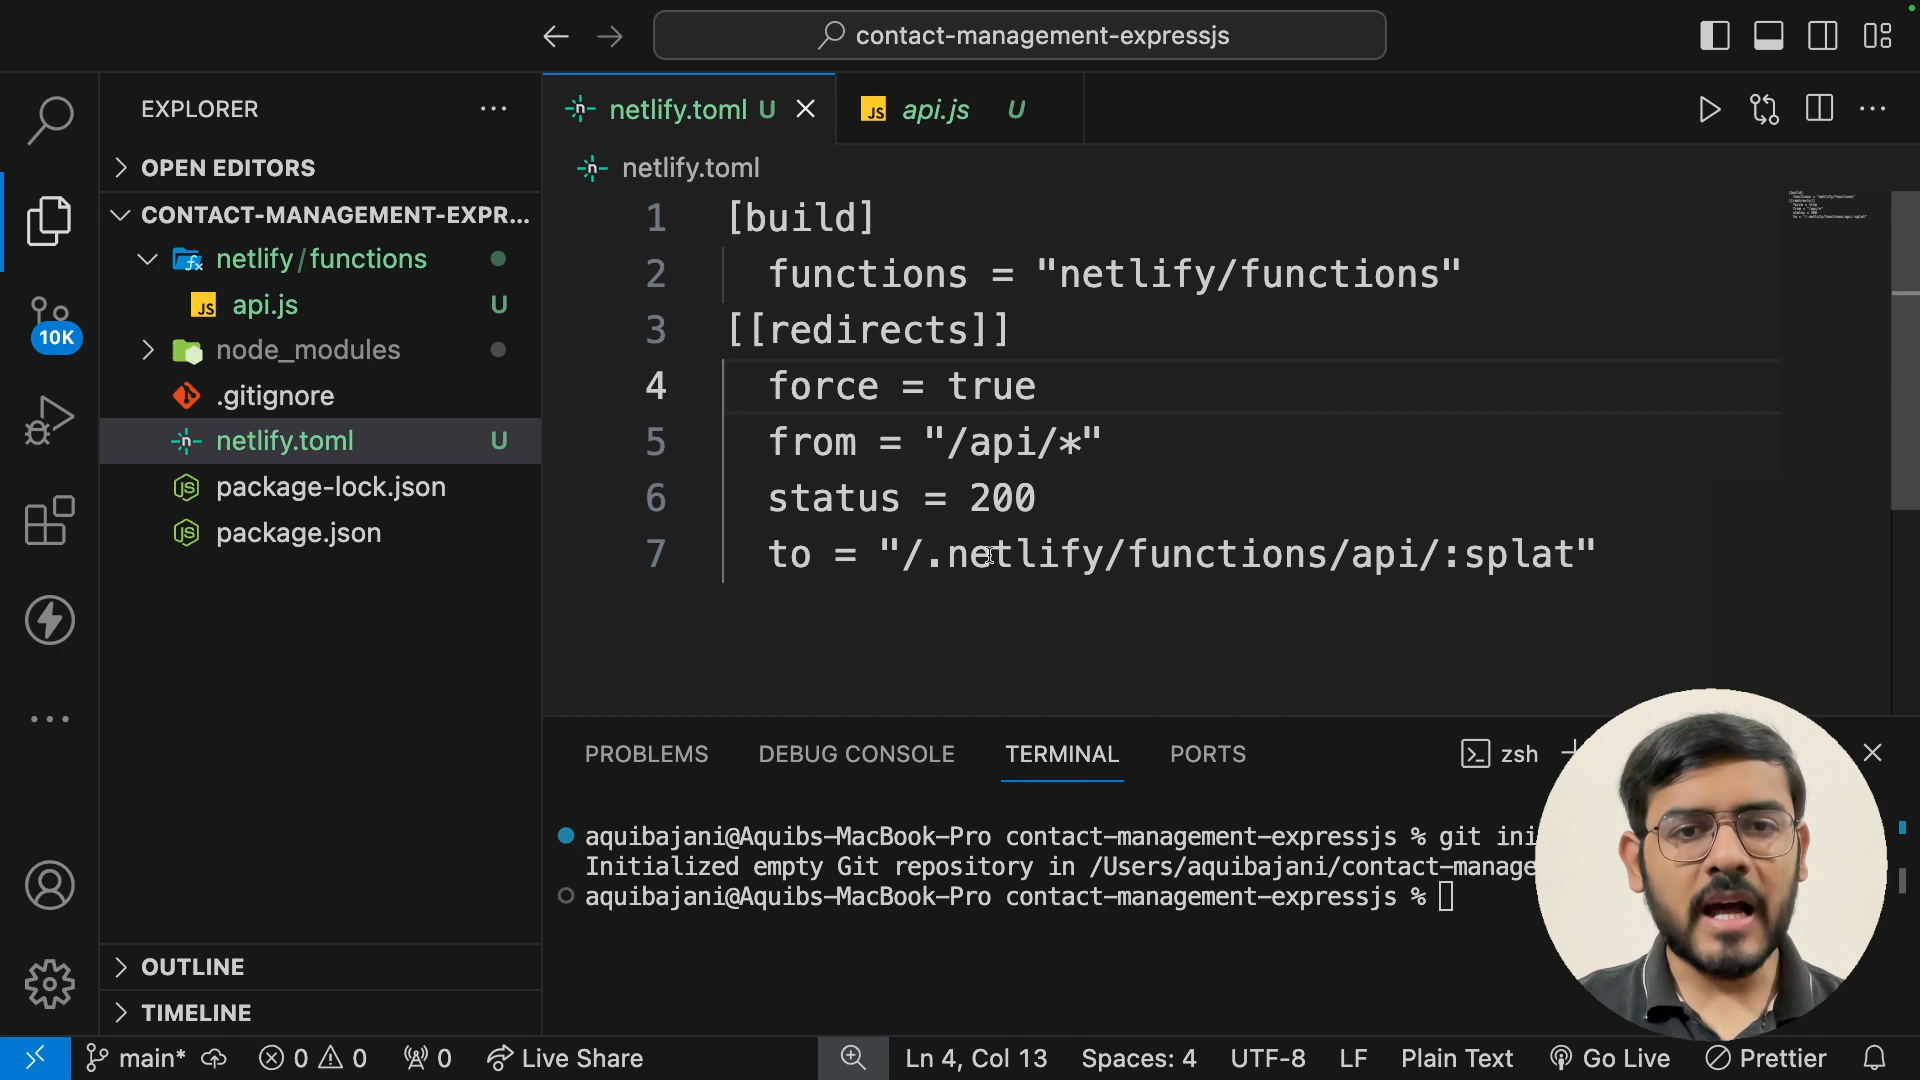 contact-management-expressjs
EXPLORER
OPEN EDITORS
CONTACT-MANAGEMENT-EXPR...
netlify/functions
JS api.js U
node_modules
.gitignore
netlify.toml U
package-lock.json
package.json
OUTLINE
TIMELINE
10K
netlify.toml U
JS api.js U
netlify.toml
1 [build]
2 functions = "netlify/functions"
3 [[redirects]]
4 force = true
5 from = "/api/*"
6 status = 200
7 to = "/.netlify/functions/api/:splat"
PROBLEMS DEBUG CONSOLE TERMINAL PORTS
zsh
aquibajani@Aquibs-MacBook-Pro contact-management-expressjs % git ini
Initialized empty Git repository in /Users/aquibajani/contact-manage
aquibajani@Aquibs-MacBook-Pro contact-management-expressjs %
main* 0 0 0 Live Share Ln 4, Col 13 Spaces: 4 UTF-8 LF Plain Text Go Live Prettier